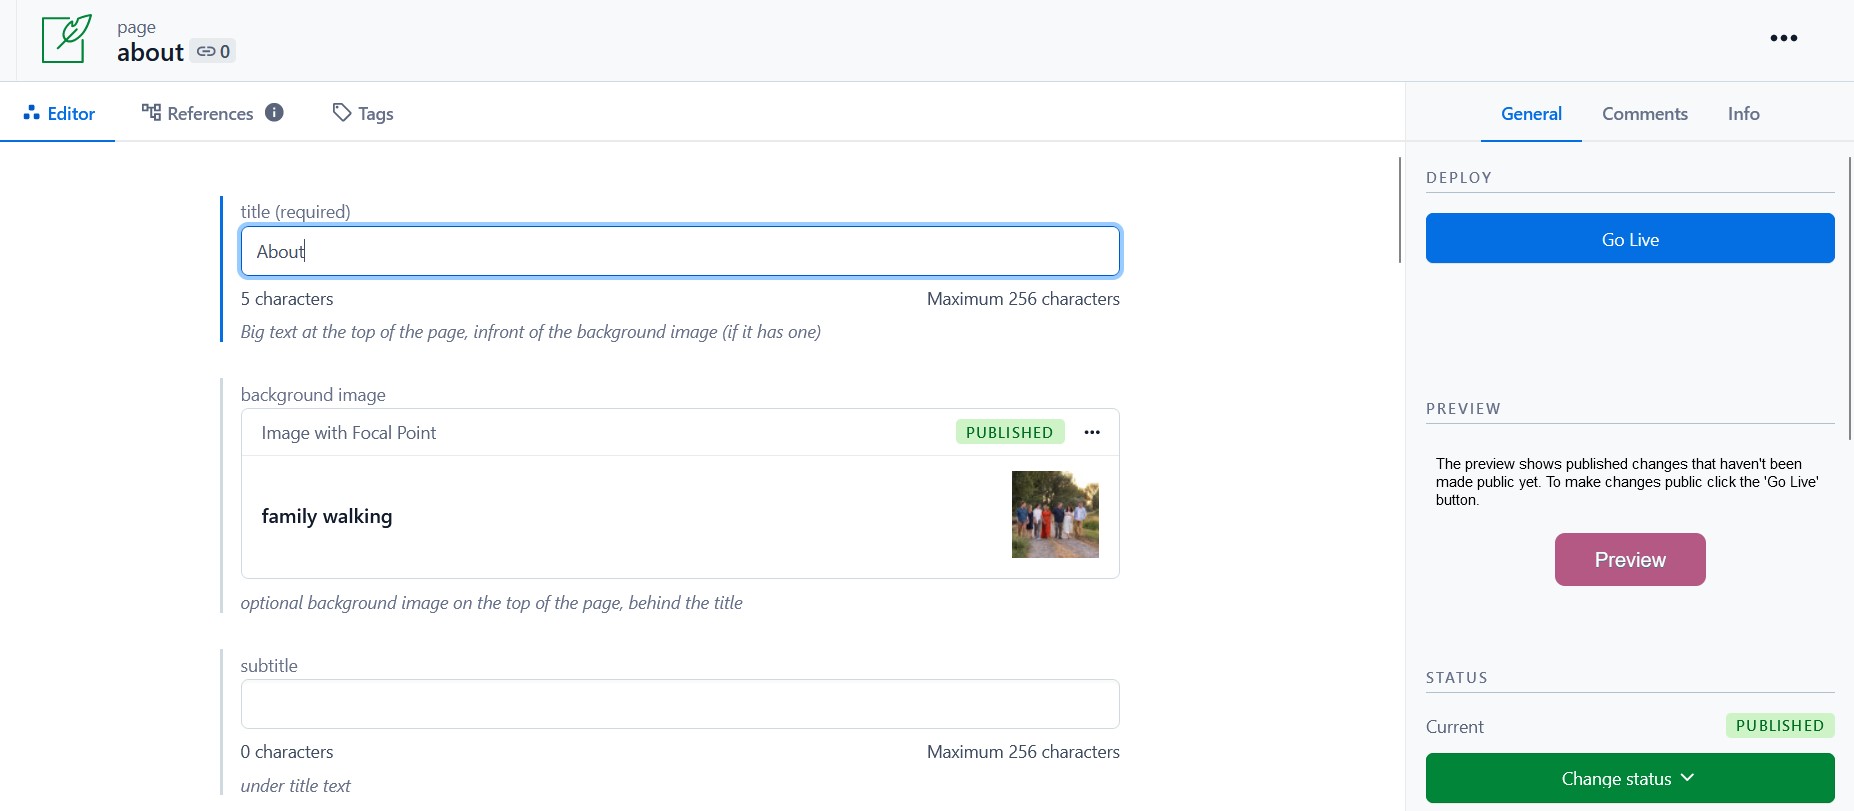 page
about 0
Editor
References
Tags
General
Comments
Info
title (required)
About
5 characters
Maximum 256 characters
Big text at the top of the page, infront of the background image (if it has one)
background image
Image with Focal Point
PUBLISHED
family walking
optional background image on the top of the page, behind the title
subtitle
0 characters
Maximum 256 characters
under title text
DEPLOY
Go Live
PREVIEW
The preview shows published changes that haven't been
made public yet. To make changes public click the 'Go Live'
button.
Preview
STATUS
Current
PUBLISHED
Change status